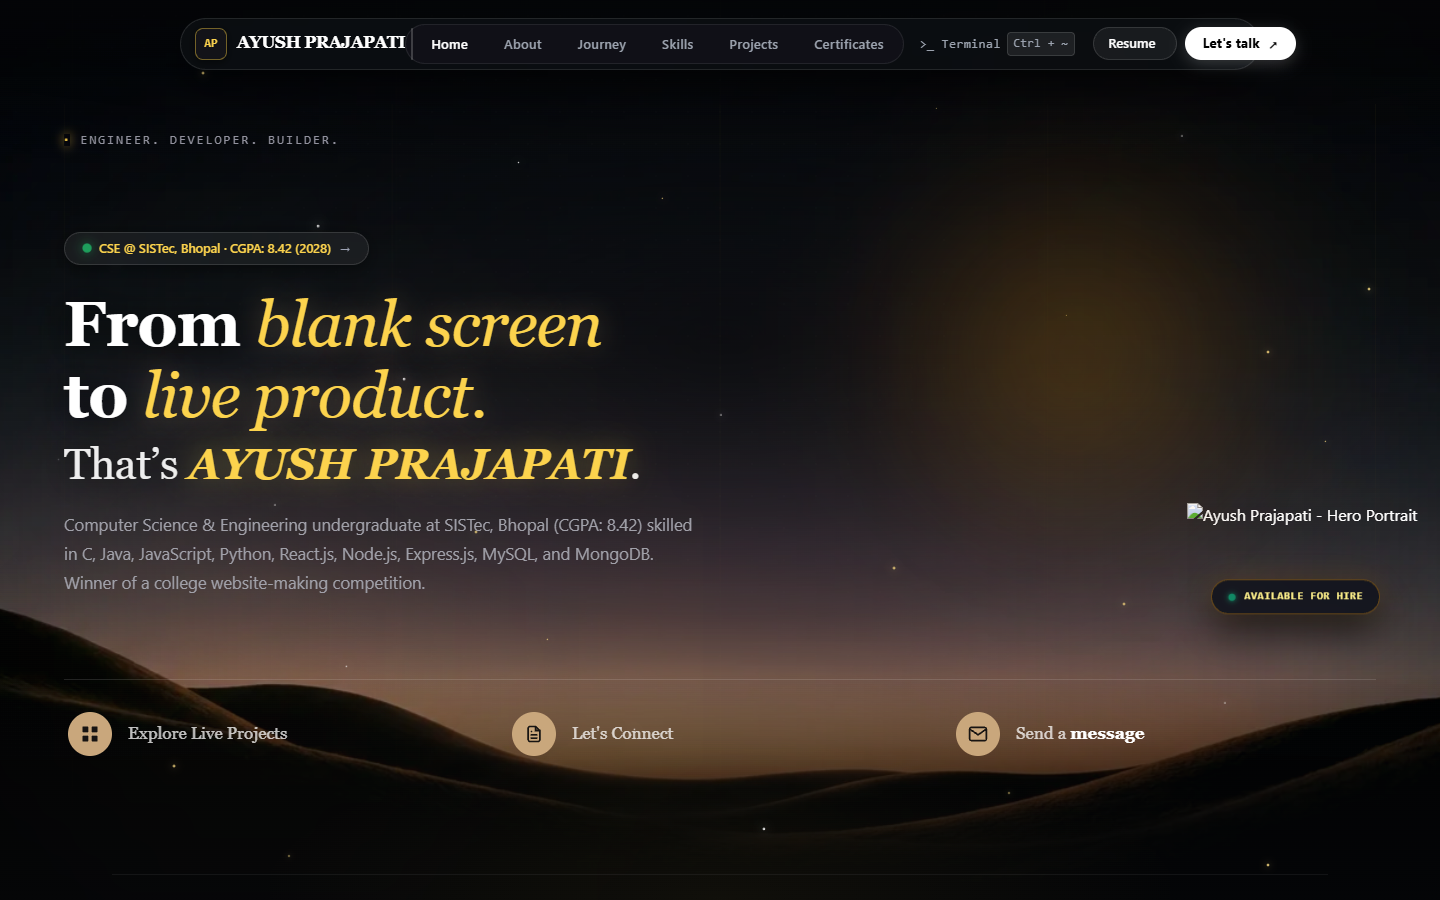 AP AYUSH PRAJAPATI Home About Journey Skills Projects Certificates >_ Terminal Ctrl + ~ Resume Let's talk ↗
ENGINEER. DEVELOPER. BUILDER.
CSE @ SISTec, Bhopal · CGPA: 8.42 (2028) →
From blank screen
to live product.
That’s AYUSH PRAJAPATI.
Computer Science & Engineering undergraduate at SISTec, Bhopal (CGPA: 8.42) skilled
in C, Java, JavaScript, Python, React.js, Node.js, Express.js, MySQL, and MongoDB.
Winner of a college website-making competition.
Ayush Prajapati - Hero Portrait
AVAILABLE FOR HIRE
Explore Live Projects
Let's Connect
Send a message